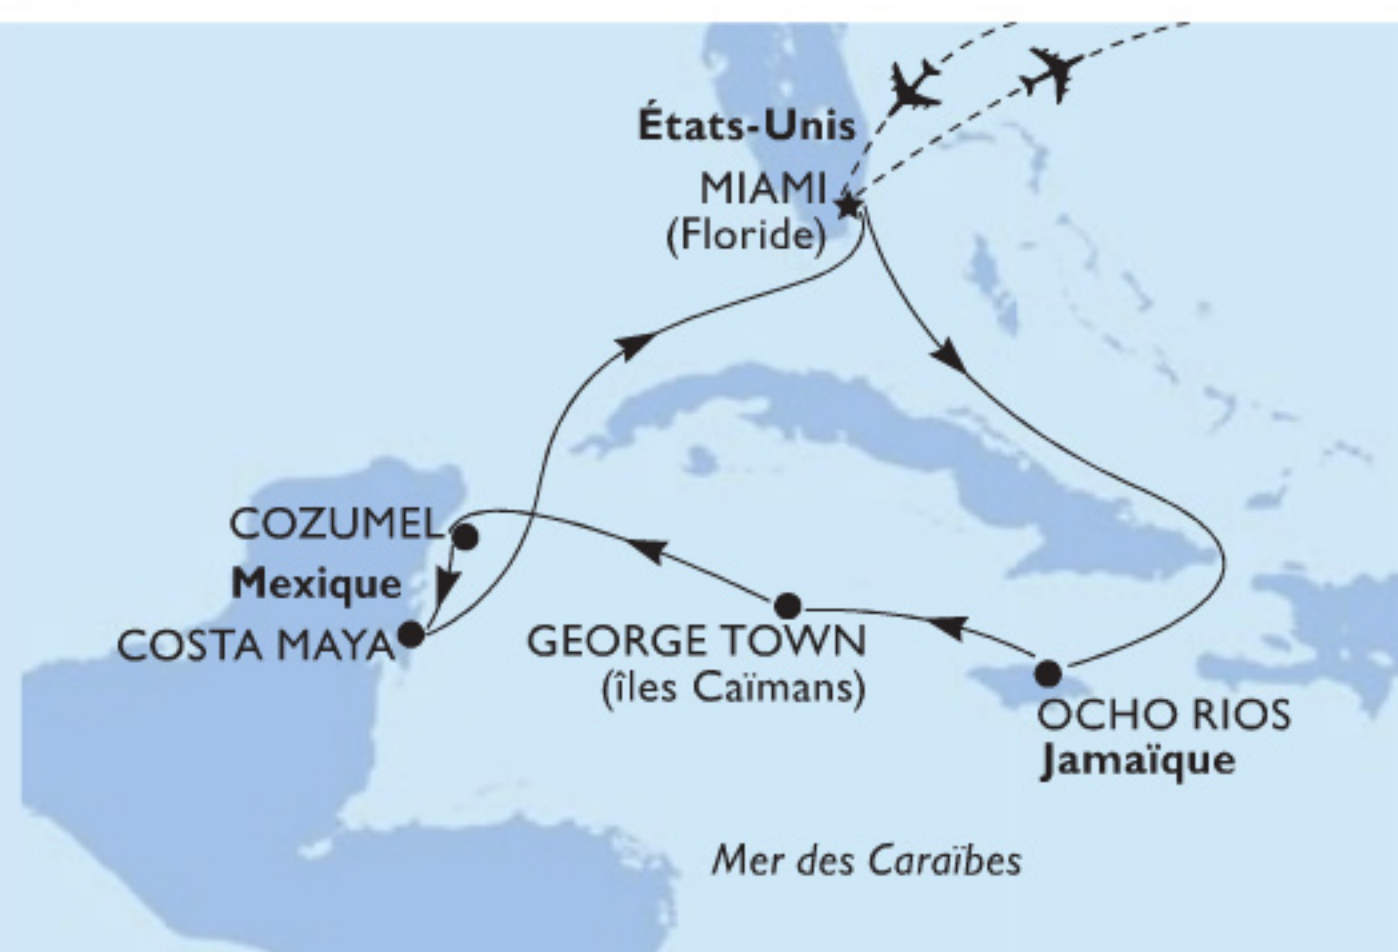 États-Unis
MIAMI
(Floride)
COZUMEL
Mexique
COSTA MAYA
GEORGE TOWN
(îles Caïmans)
OCHO RIOS
Jamaïque
Mer des Caraïbes